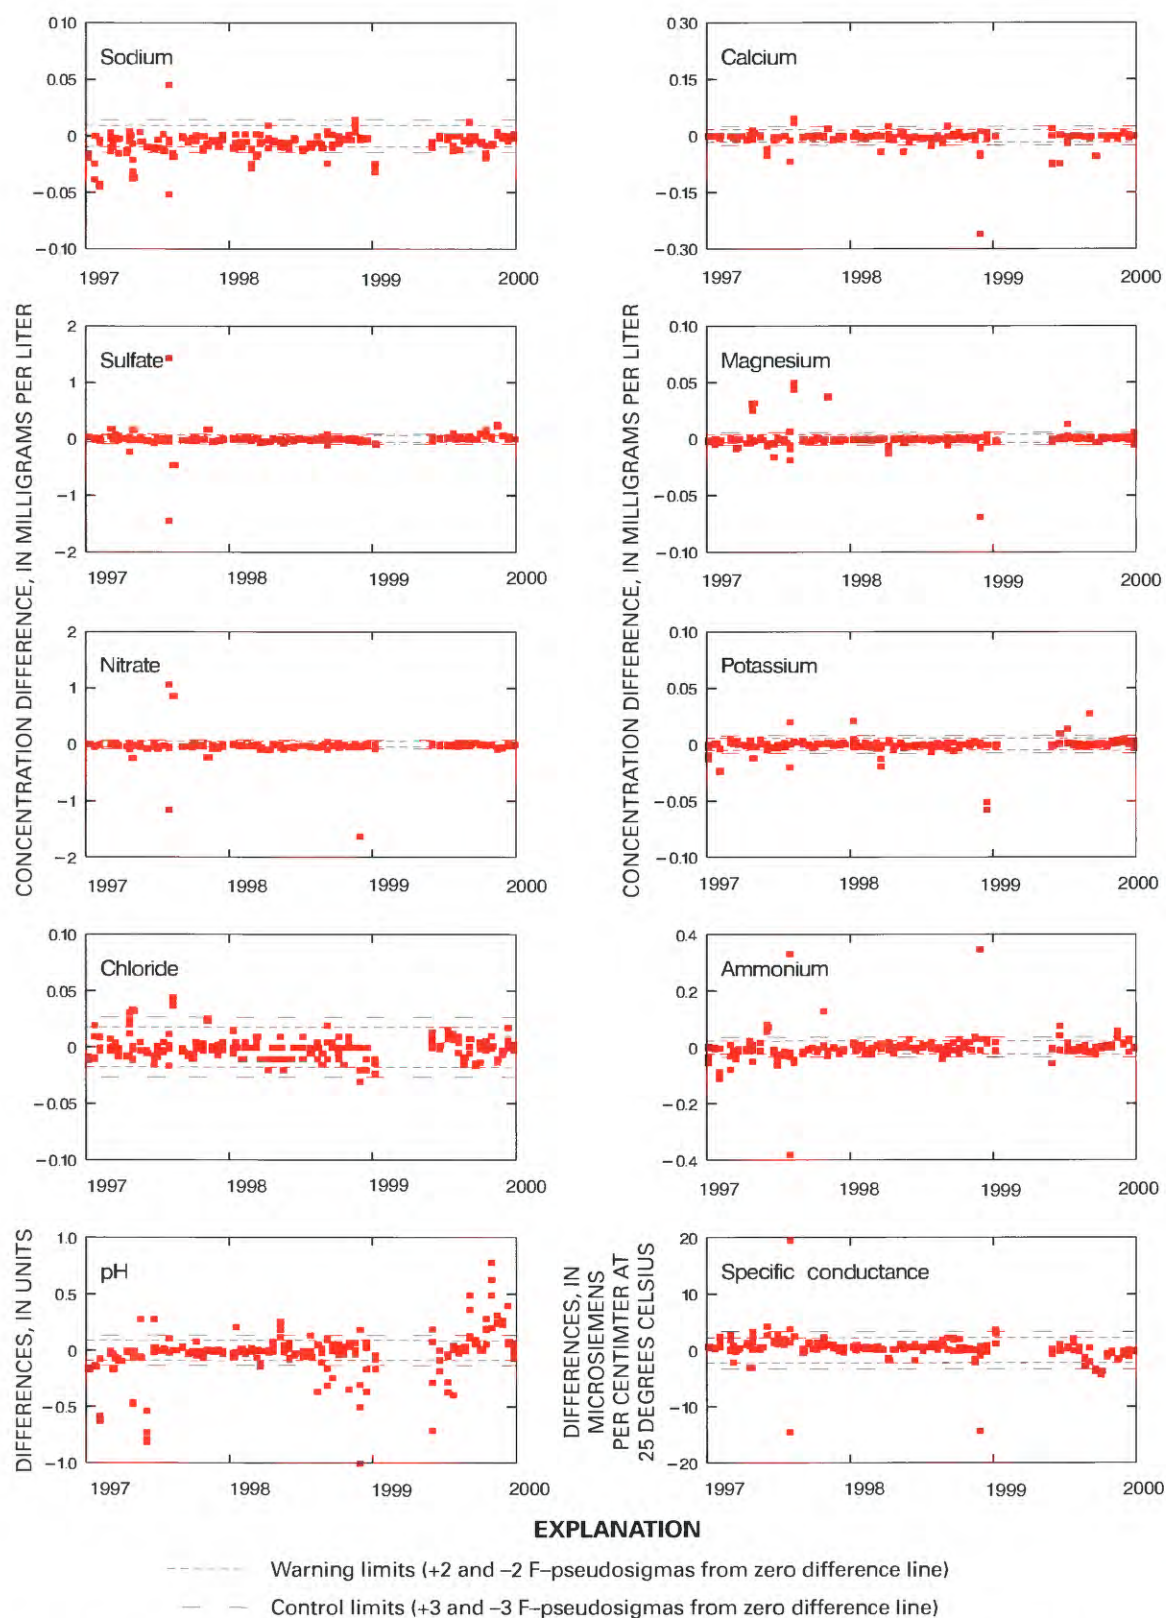 0.10
Sodium
0.05
0
−0.05
−0.10
1997 1998 1999 2000
0.30
Calcium
0.15
0
−0.15
−0.30
1997 1998 1999 2000
CONCENTRATION DIFFERENCE, IN MILLIGRAMS PER LITER
2
Sulfate
1
0
−1
−2
1997 1998 1999 2000
CONCENTRATION DIFFERENCE, IN MILLIGRAMS PER LITER
0.10
Magnesium
0.05
0
−0.05
−0.10
1997 1998 1999 2000
2
Nitrate
1
0
−1
−2
1997 1998 1999 2000
0.10
Potassium
0.05
0
−0.05
−0.10
1997 1998 1999 2000
0.10
Chloride
0.05
0
−0.05
−0.10
1997 1998 1999 2000
0.4
Ammonium
0.2
0
−0.2
−0.4
1997 1998 1999 2000
DIFFERENCES, IN UNITS
1.0
pH
0.5
0
−0.5
−1.0
1997 1998 1999 2000
DIFFERENCES, IN
MICROSIEMENS
PER CENTIMTER AT
25 DEGREES CELSIUS
20
Specific conductance
10
0
−10
−20
1997 1998 1999 2000
EXPLANATION
Warning limits (+2 and −2 F−pseudosigmas from zero difference line)
Control limits (+3 and −3 F−pseudosigmas from zero difference line)